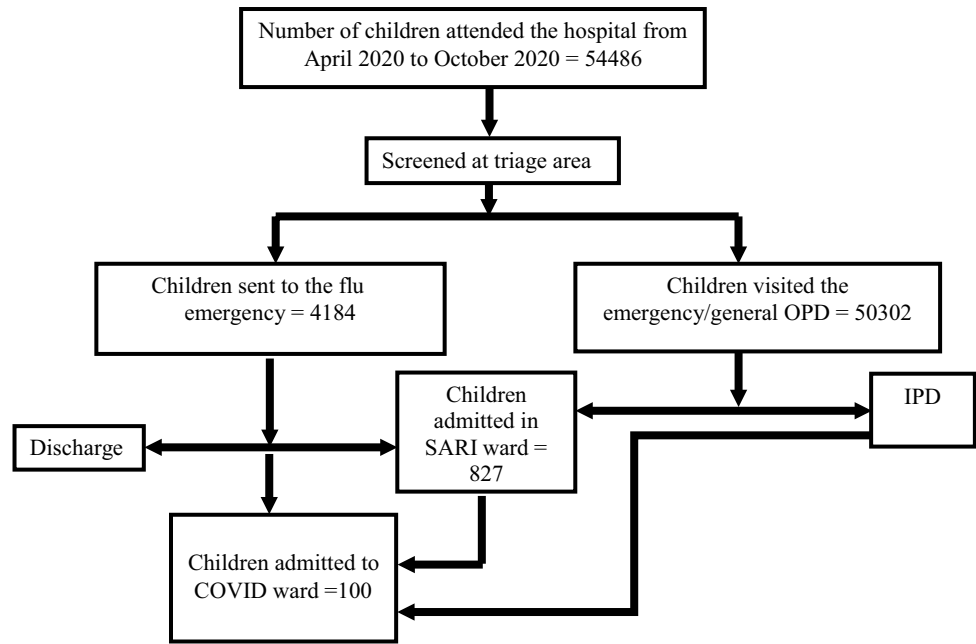 Number of children attended the hospital from
April 2020 to October 2020 = 54486
Screened at triage area
Children sent to the flu
emergency = 4184
Children visited the
emergency/general OPD = 50302
Children
admitted in
SARI ward =
827
IPD
Discharge
Children admitted to
COVID ward =100